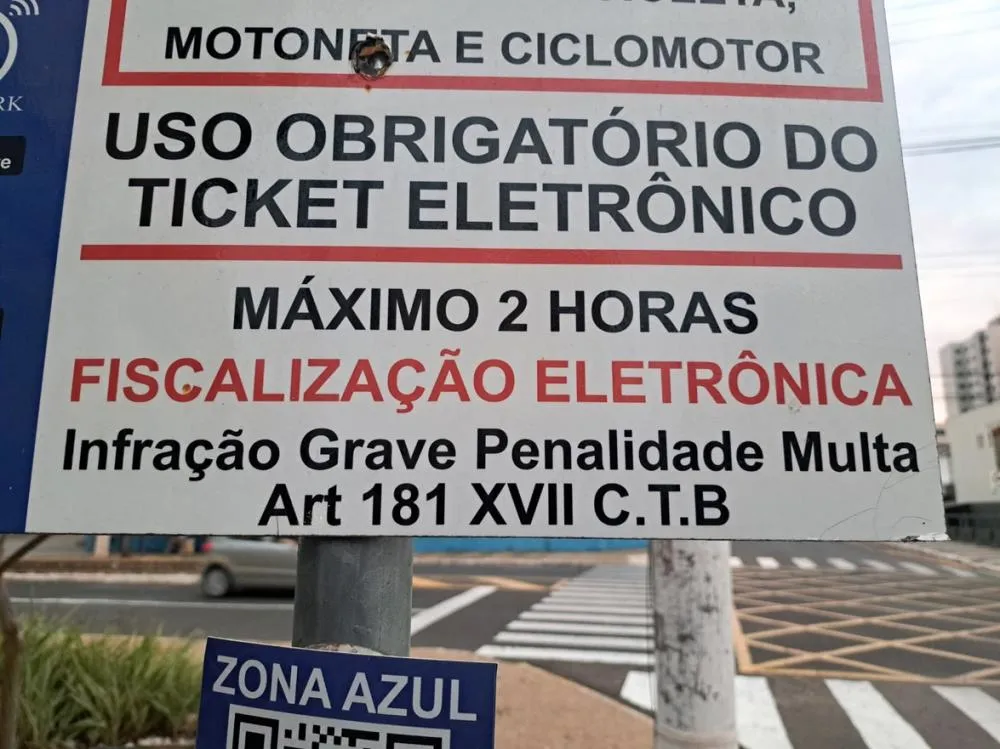 MOTONETA E CICLOMOTOR
USO OBRIGATÓRIO DO
TICKET ELETRÔNICO
MÁXIMO 2 HORAS
FISCALIZAÇÃO ELETRÔNICA
Infração Grave Penalidade Multa
Art 181 XVII C.T.B
ZONA AZUL